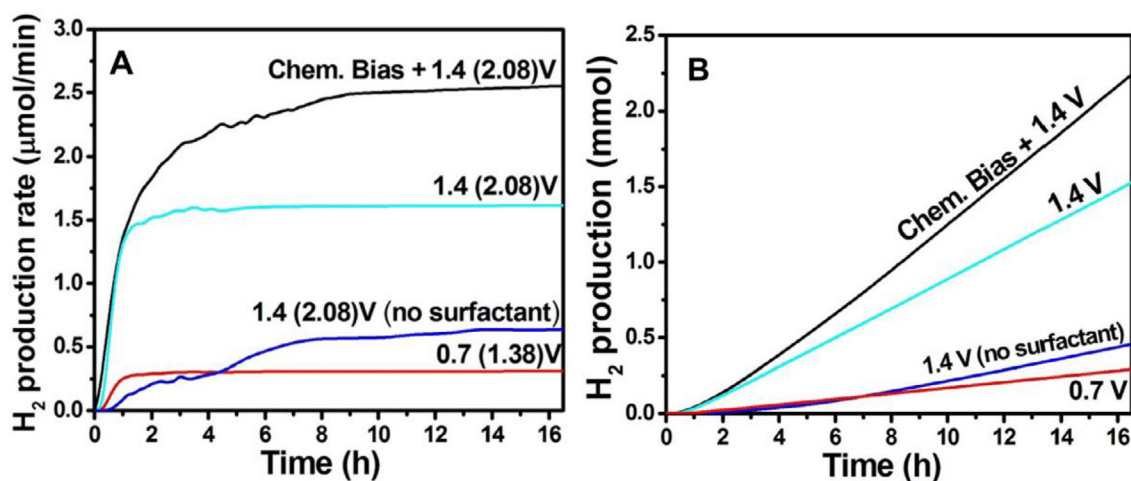 A
H₂ production rate (μmol/min)
3.0
2.5
2.0
1.5
1.0
0.5
0.0
Chem. Bias + 1.4 (2.08)V
1.4 (2.08)V
1.4 (2.08)V (no surfactant)
0.7 (1.38)V
0 2 4 6 8 10 12 14 16
Time (h)
B
H₂ production (mmol)
2.5
2.0
1.5
1.0
0.5
0.0
Chem. Bias + 1.4 V
1.4 V
1.4 V (no surfactant)
0.7 V
0 2 4 6 8 10 12 14 16
Time (h)